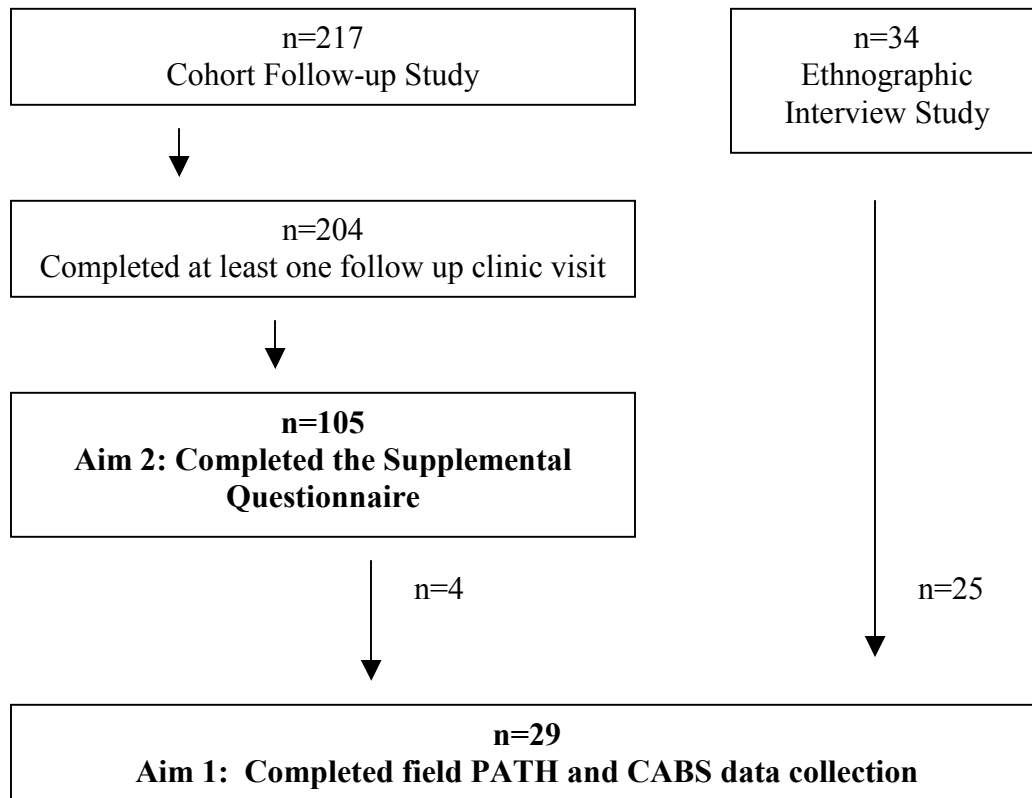 n=217
Cohort Follow-up Study
n=34
Ethnographic
Interview Study
n=204
Completed at least one follow up clinic visit
n=105
Aim 2: Completed the Supplemental
Questionnaire
n=4
n=25
n=29
Aim 1:  Completed field PATH and CABS data collection